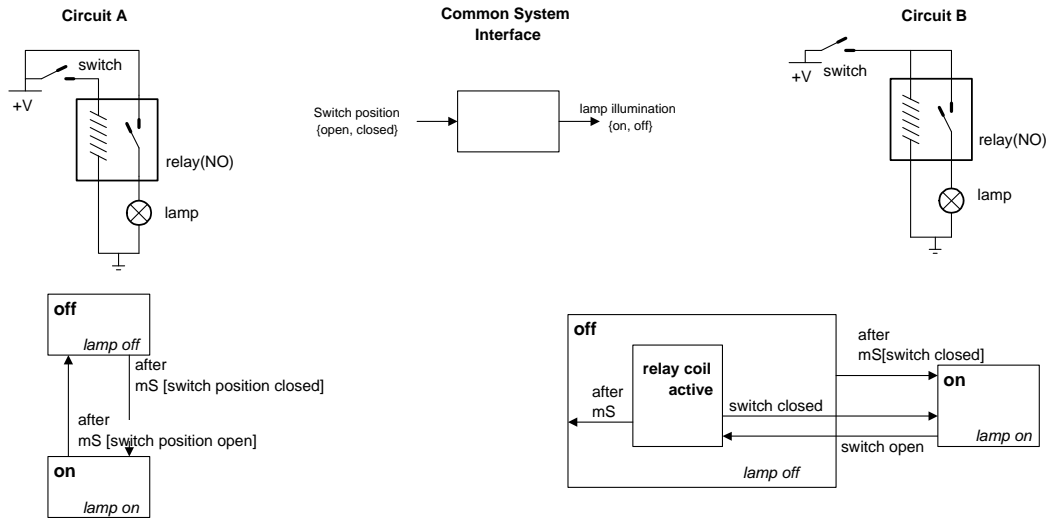 Circuit A
switch
+V
relay(NO)
lamp
Common System
Interface
Switch position
{open, closed}
lamp illumination
{on, off}
Circuit B
+V
switch
relay(NO)
lamp
off
lamp off
after
mS [switch position closed]
after
mS [switch position open]
on
lamp on
off
relay coil
active
after
mS
switch closed
switch open
lamp off
after
mS[switch closed]
on
lamp on